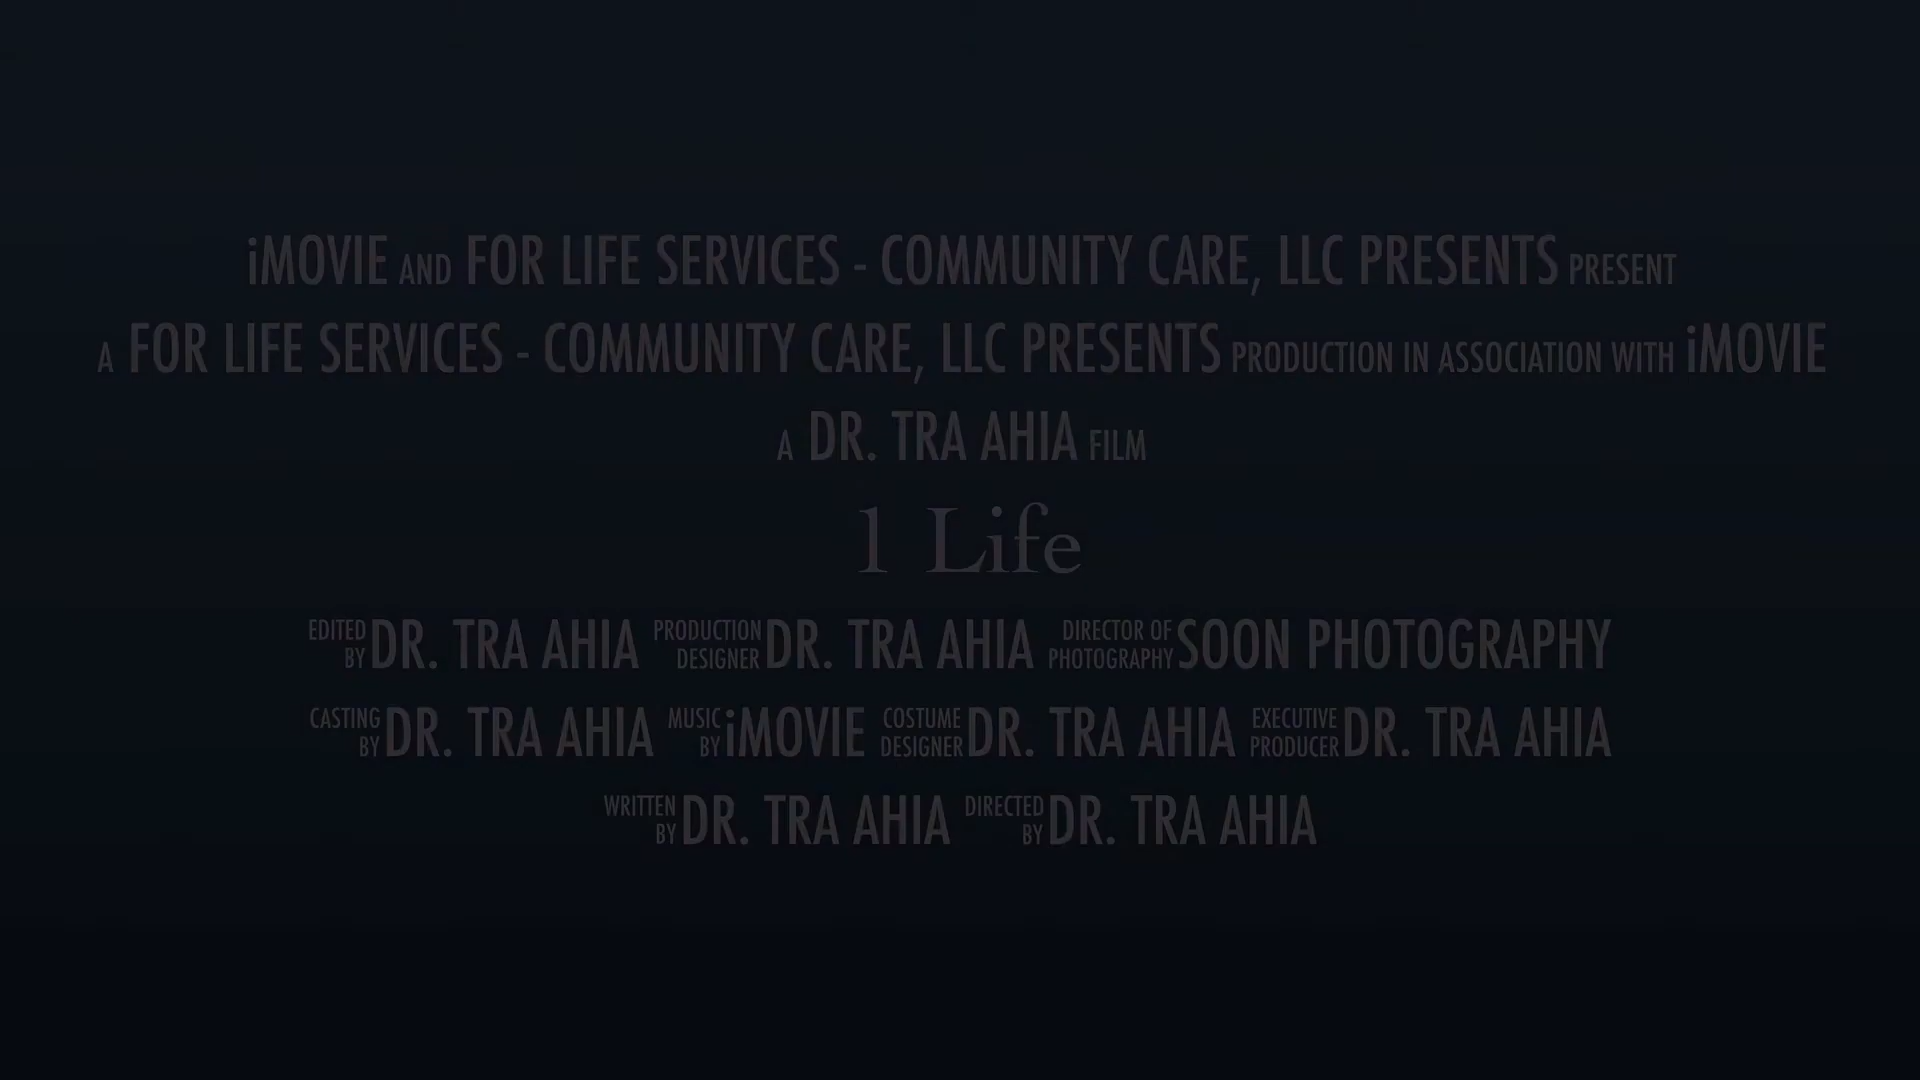 iMOVIE AND FOR LIFE SERVICES - COMMUNITY CARE, LLC PRESENTS PRESENT
A FOR LIFE SERVICES - COMMUNITY CARE, LLC PRESENTS PRODUCTION IN ASSOCIATION WITH iMOVIE
A DR. TRA AHIA FILM
1 Life
EDITED BY DR. TRA AHIA PRODUCTION DESIGNER DR. TRA AHIA DIRECTOR OF PHOTOGRAPHY SOON PHOTOGRAPHY
CASTING BY DR. TRA AHIA MUSIC BY iMOVIE COSTUME DESIGNER DR. TRA AHIA EXECUTIVE PRODUCER DR. TRA AHIA
WRITTEN BY DR. TRA AHIA DIRECTED BY DR. TRA AHIA